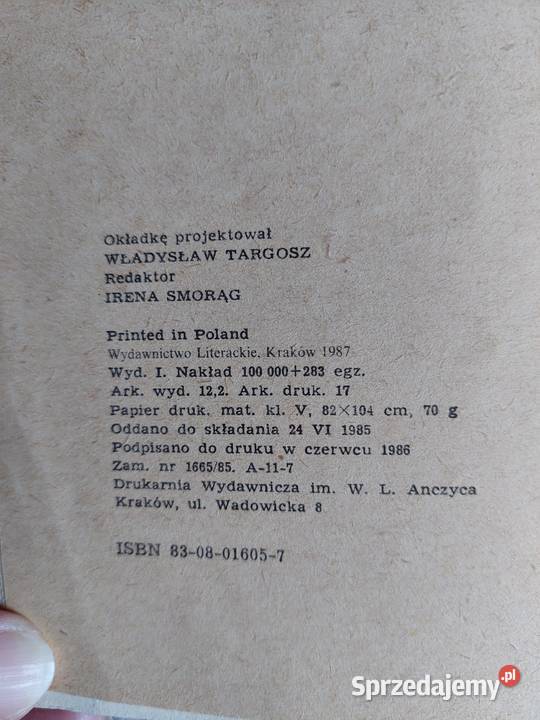 Okładkę projektował
WŁADYSŁAW TARGOSZ
Redaktor
IRENA SMORĄG
Printed in Poland
Wydawnictwo Literackie, Kraków 1987
Wyd. I. Nakład 100 000+283 egz.
Ark. wyd. 12,2. Ark. druk. 17
Papier druk. mat. kl. V, 82×104 cm, 70 g
Oddano do składania 24 VI 1985
Podpisano do druku w czerwcu 1986
Zam. nr 1665/85. A-11-7
Drukarnia Wydawnicza im. W. L. Anczyca
Kraków, ul. Wadowicka 8
ISBN 83-08-01605-7
Sprzedajemy.pl